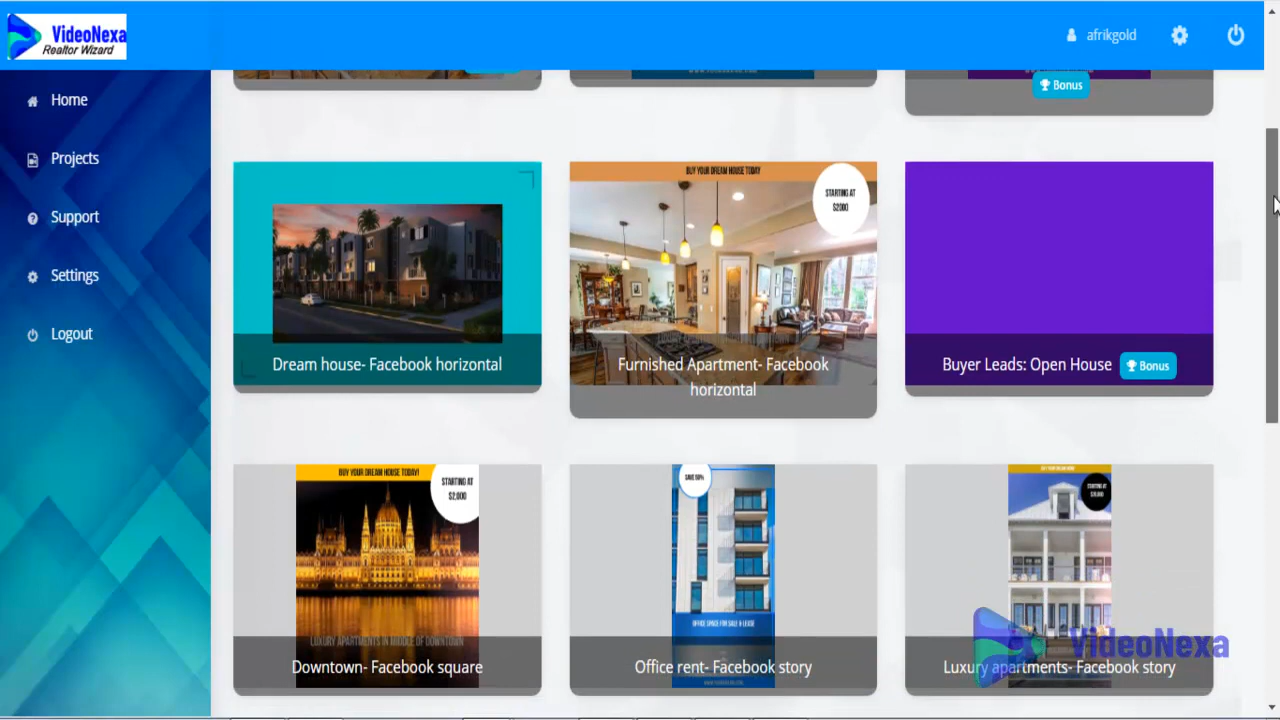 VideoNexa
Realtor Wizard
afrikgold
Home
Projects
Support
Settings
Logout
Bonus
BUY YOUR DREAM HOUSE TODAY
STARTING AT
$2000
Dream house- Facebook horizontal
Furnished Apartment- Facebook
horizontal
Buyer Leads: Open House
Bonus
BUY YOUR DREAM HOUSE TODAY!
STARTING AT
$2,000
LUXURY APARTMENTS IN MIDDLE OF DOWNTOWN
Downtown- Facebook square
SAVE 50%
OFFICE SPACE FOR SALE & LEASE
Office rent- Facebook story
STARTING AT
Luxury apartments- Facebook story
VideoNexa